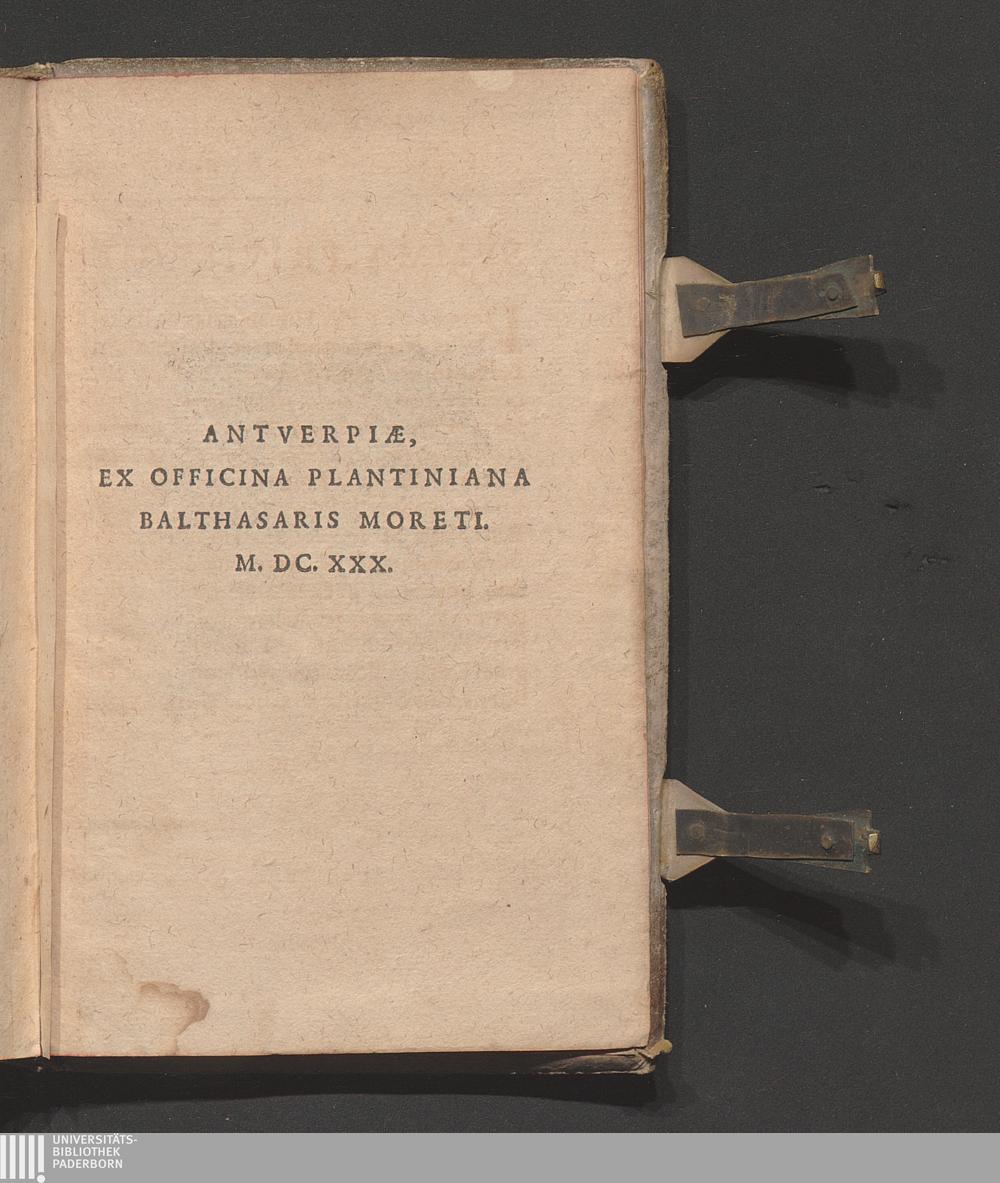 ANTVERPIÆ,
EX OFFICINA PLANTINIANA
BALTHASARIS MORETI.
M. DC. XXX.
UNIVERSITÄTS-
BIBLIOTHEK
PADERBORN